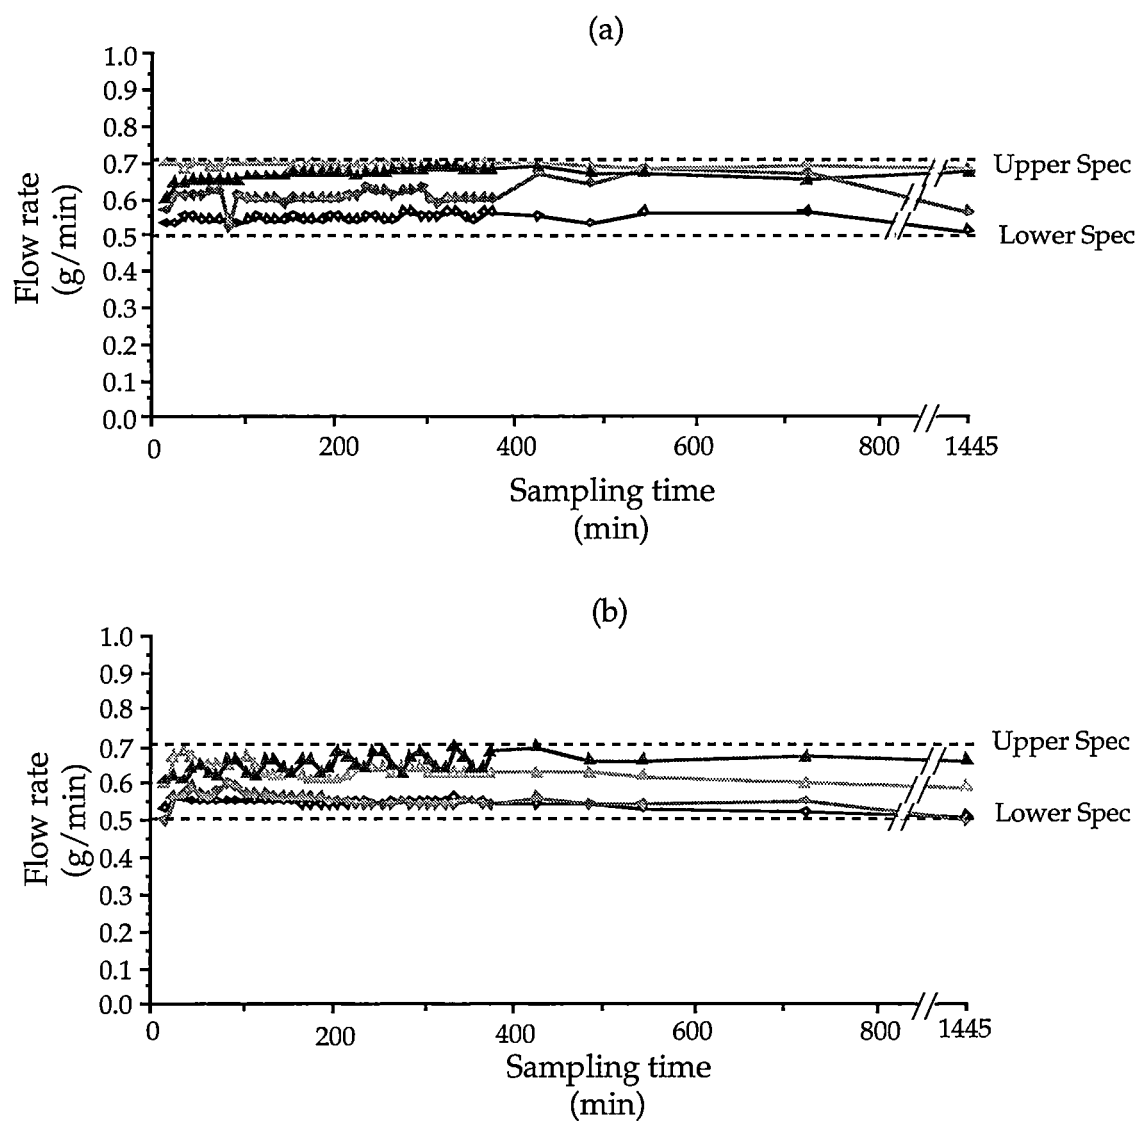 (a)
1.0
0.9
0.8
0.7
0.6
0.5
0.4
0.3
0.2
0.1
0.0
Flow rate
(g/min)
Upper Spec
Lower Spec
0 200 400 600 800 1445
Sampling time
(min)
(b)
1.0
0.9
0.8
0.7
0.6
0.5
0.4
0.3
0.2
0.1
0.0
Flow rate
(g/min)
Upper Spec
Lower Spec
0 200 400 600 800 1445
Sampling time
(min)